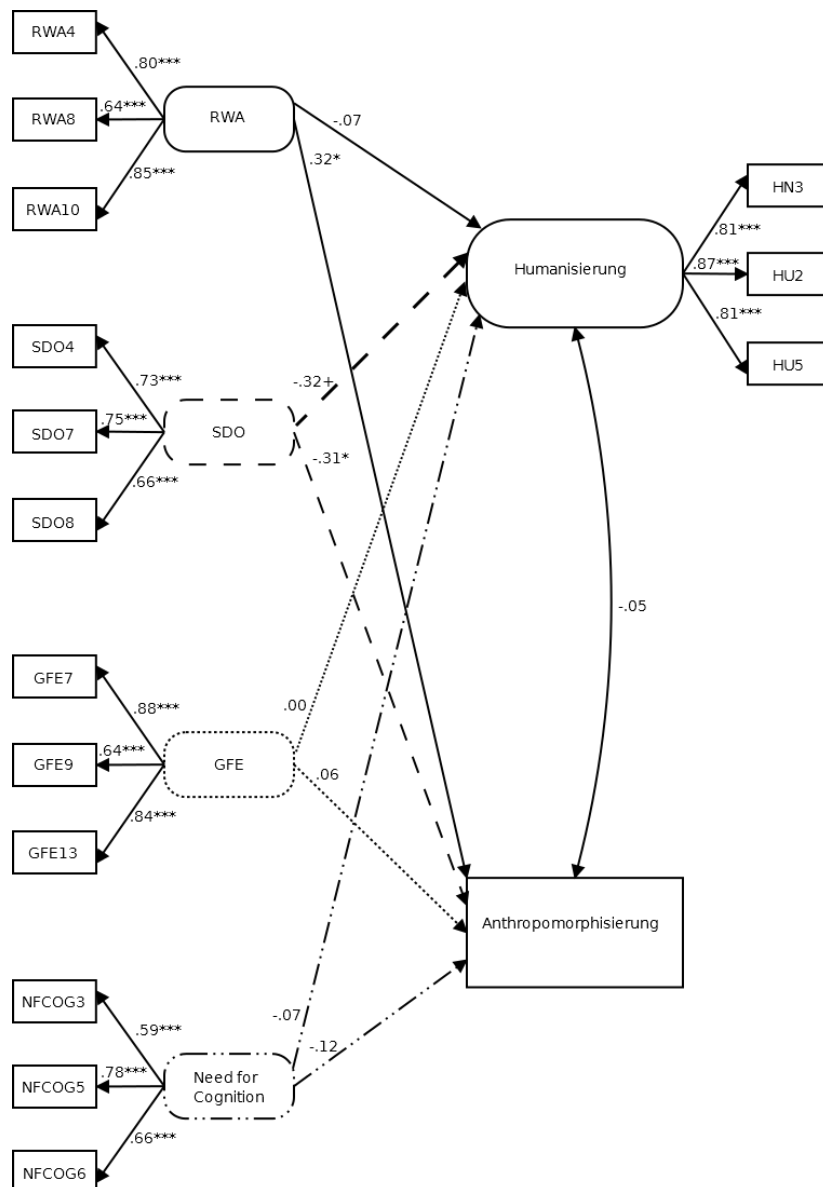 RWA4
.80***
RWA8
.64***
RWA
-.07
.32*
.85***
RWA10
HN3
.81***
Humanisierung
.87***
HU2
.81***
HU5
SDO4
.73***
-.32+
SDO7
.75***
SDO
-.31*
.66***
SDO8
-.05
GFE7
.88***
.00
GFE9
.64***
GFE
.06
.84***
GFE13
Anthropomorphisierung
NFCOG3
.59***
-.07
-.12
NFCOG5
.78***
Need for
Cognition
.66***
NFCOG6